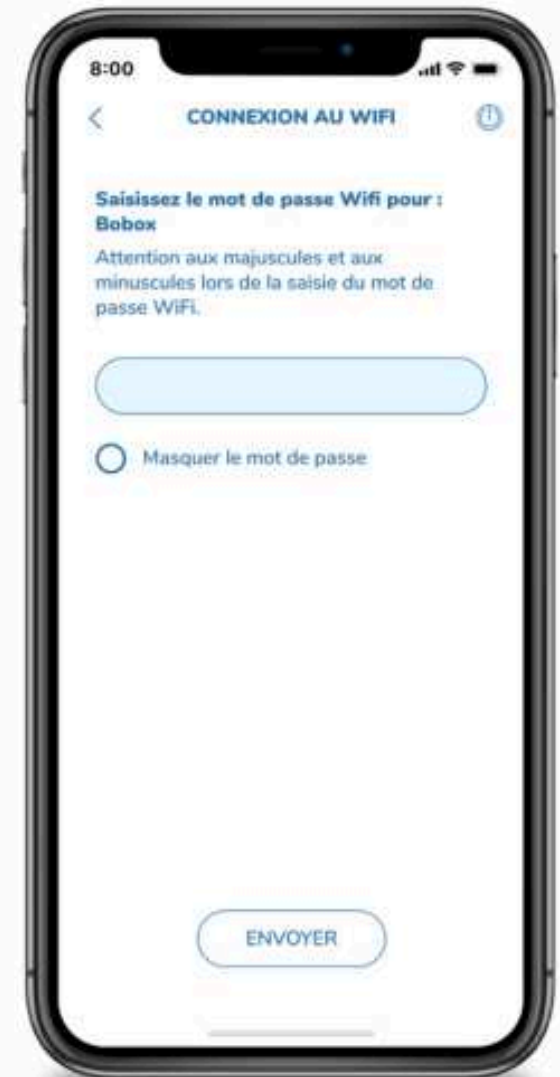 8:00
CONNEXION AU WIFI
Saisissez le mot de passe Wifi pour :
Bobox
Attention aux majuscules et aux
minuscules lors de la saisie du mot de
passe WiFi.
Masquer le mot de passe
ENVOYER